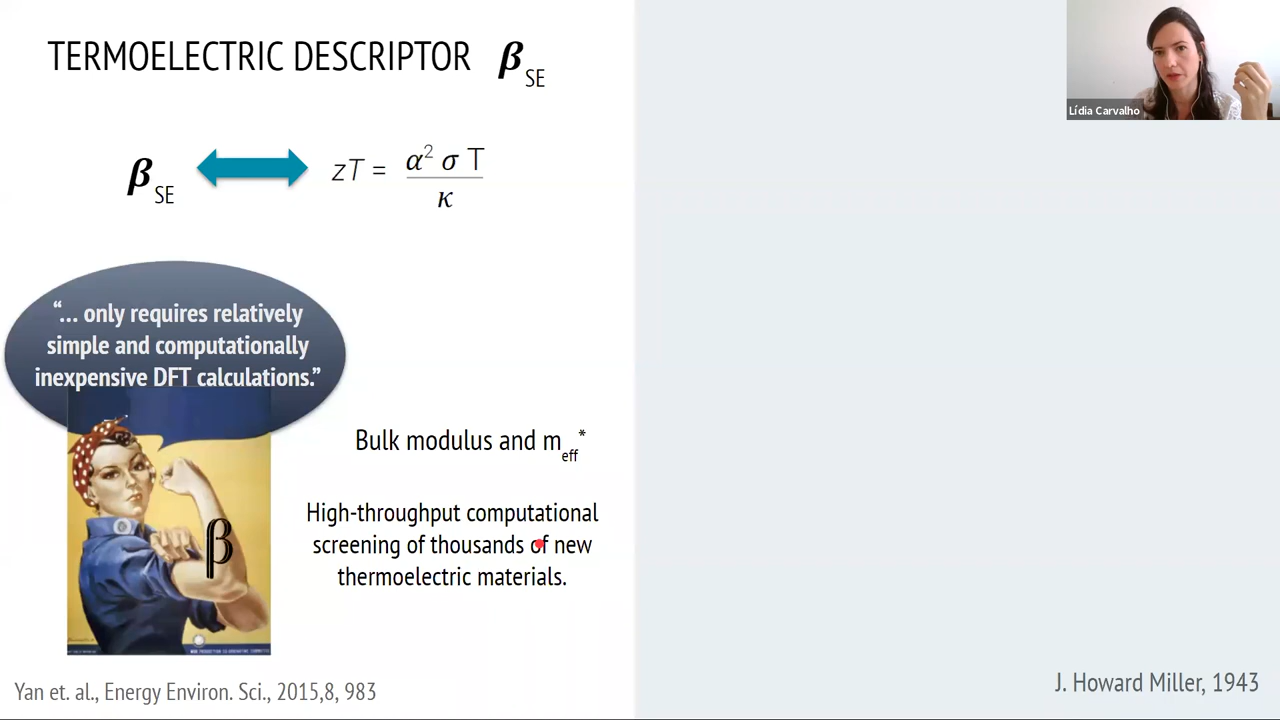 TERMOELECTRIC DESCRIPTOR β SE
Lídia Carvalho
β SE zT = α² σ T / κ
“... only requires relatively
simple and computationally
inexpensive DFT calculations.”
Bulk modulus and m eff *
β
High-throughput computational
screening of thousands of new
thermoelectric materials.
Yan et. al., Energy Environ. Sci., 2015,8, 983
J. Howard Miller, 1943